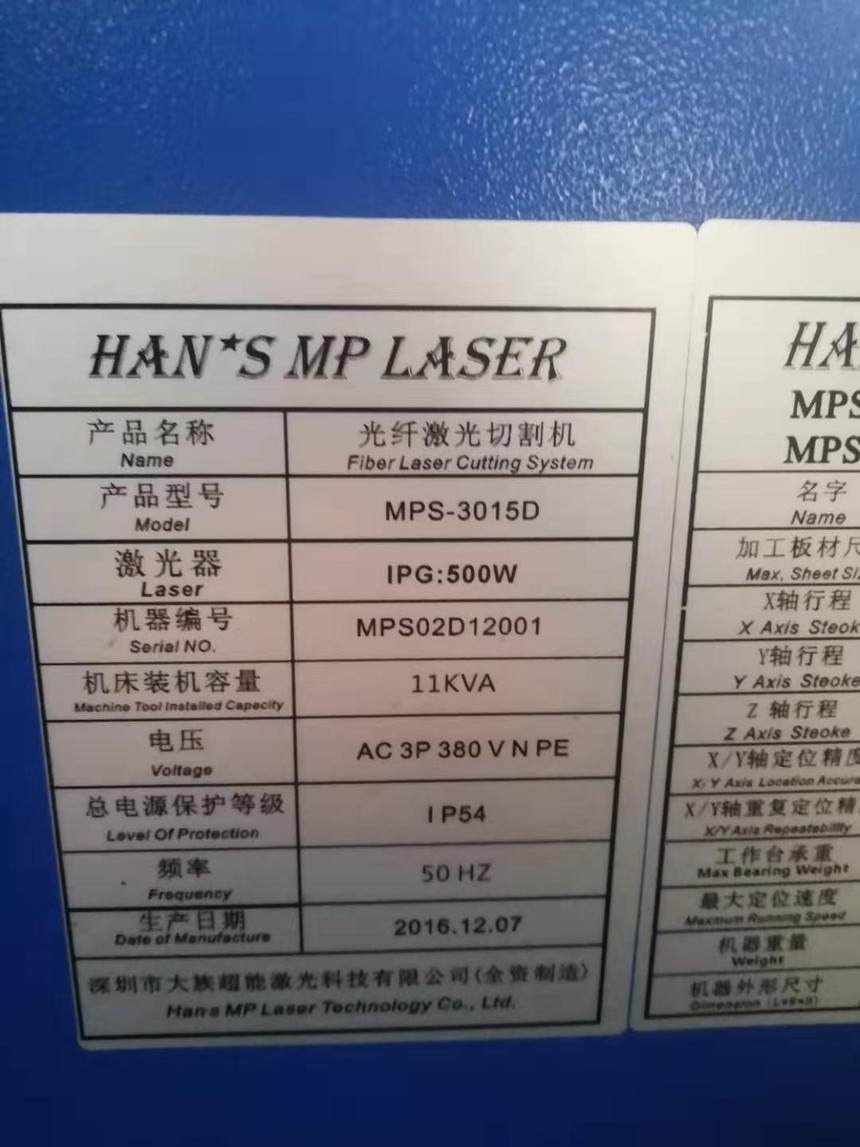 HAN★S MP LASER
产品名称 光纤激光切割机
Name Fiber Laser Cutting System
产品型号 MPS-3015D
Model
激光器 IPG:500W
Laser
机器编号 MPS02D12001
Serial NO.
机床装机容量 11KVA
Machine Tool Installed Capacity
电压 AC 3P 380 V N PE
Voltage
总电源保护等级 IP54
Level Of Protection
频率 50 HZ
Frequency
生产日期 2016.12.07
Date of Manufacture
深圳市大族超能激光科技有限公司(全资制造)
Han's MP Laser Technology Co., Ltd.
HA
MPS
MPS
名字
Name
加工板材尺
Max. Sheet Siz
X轴行程
X Axis Steok
Y轴行程
Y Axis Steoke
Z 轴行程
Z Axis Steoke
X/Y轴定位精度
X/Y Axis Location Accura
X/Y轴重复定位精
X/Y Axis Repeatability
工作台承重
Max Bearing Weight
最大定位速度
Maxmum Running Speed
机器重量
Weight
机器外形尺寸
Dimension (L*B*H)